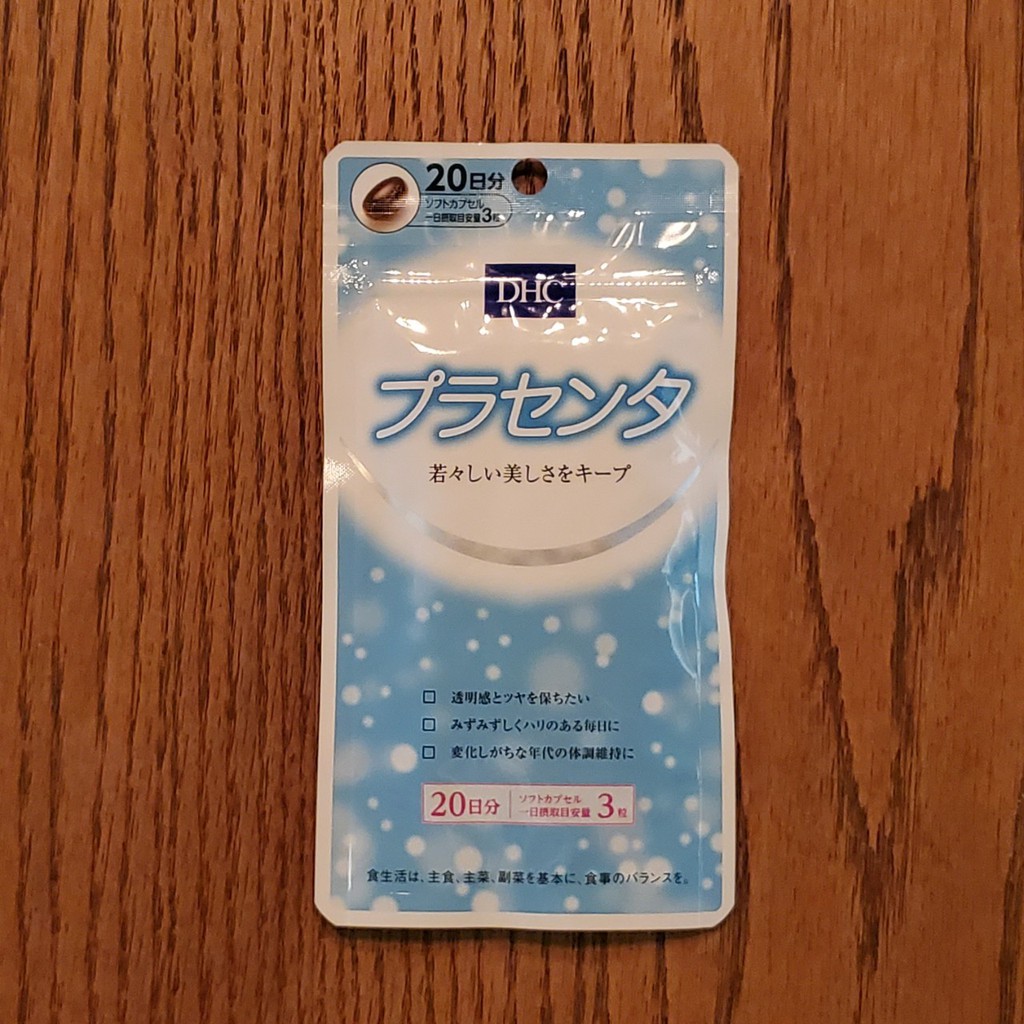 20日分
ソフトカプセル
一日摂取目安量3粒
DHC
プラセンタ
若々しい美しさをキープ
□ 透明感とツヤを保ちたい
□ みずみずしくハリのある毎日に
□ 変化しがちな年代の体調維持に
20日分
ソフトカプセル
一日摂取目安量 3粒
食生活は、主食、主菜、副菜を基本に、食事のバランスを。